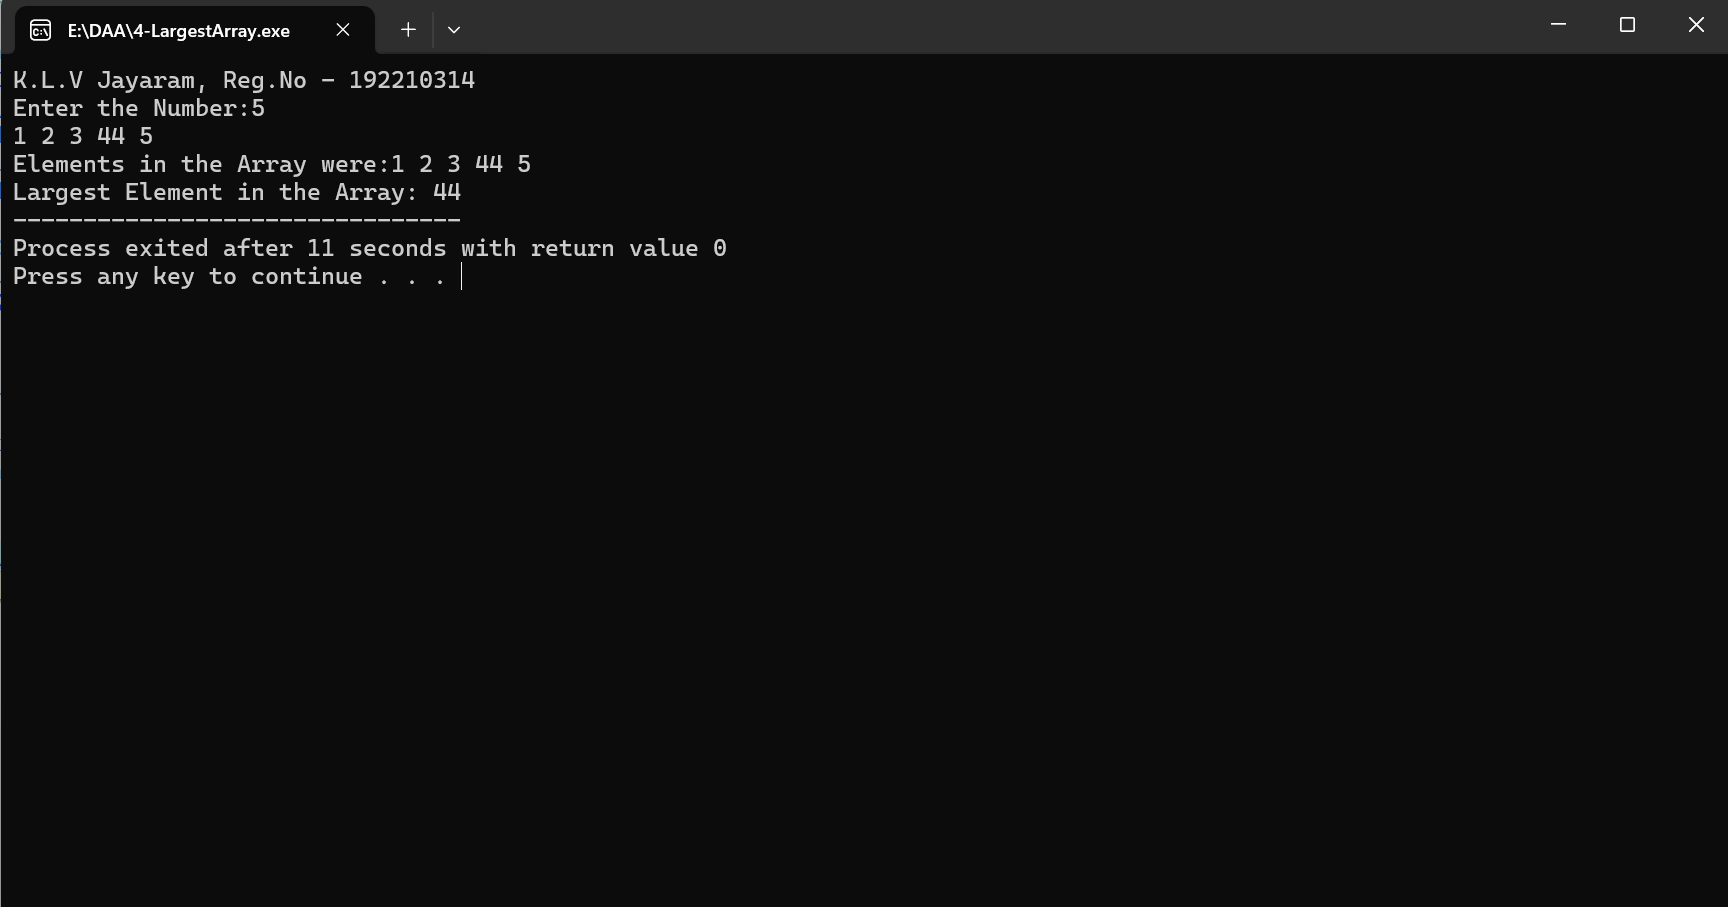 E:\DAA\4-LargestArray.exe
K.L.V Jayaram, Reg.No - 192210314
Enter the Number:5
1 2 3 44 5
Elements in the Array were:1 2 3 44 5
Largest Element in the Array: 44
--------------------------------
Process exited after 11 seconds with return value 0
Press any key to continue . . .